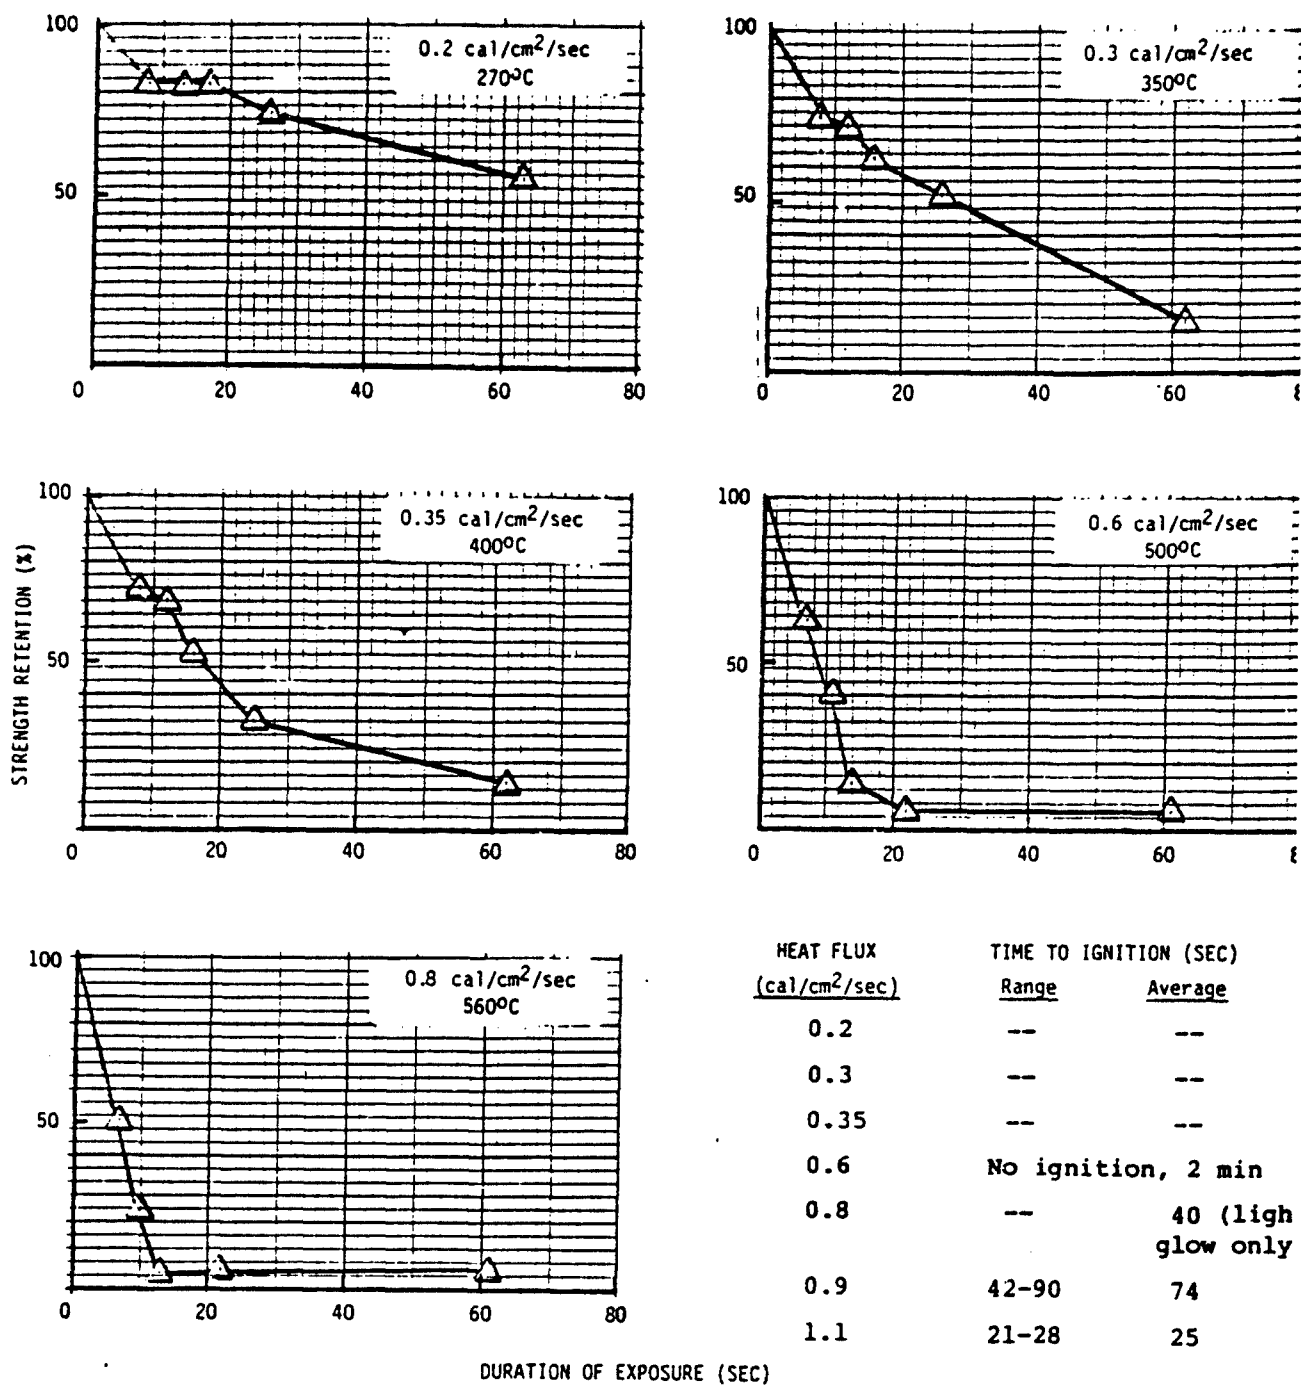 100
0.2 cal/cm²/sec
270°C
50
0 20 40 60 80
100
0.3 cal/cm²/sec
350°C
50
0 20 40 60 8
STRENGTH RETENTION (%)
100
0.35 cal/cm²/sec
400°C
50
0 20 40 60 80
100
0.6 cal/cm²/sec
500°C
50
0 20 40 60 8
100
0.8 cal/cm²/sec
560°C
50
0 20 40 60 80
HEAT FLUX TIME TO IGNITION (SEC)
(cal/cm²/sec) Range Average
0.2 -- --
0.3 -- --
0.35 -- --
0.6 No ignition, 2 min
0.8 -- 40 (ligh
glow only
0.9 42-90 74
1.1 21-28 25
DURATION OF EXPOSURE (SEC)